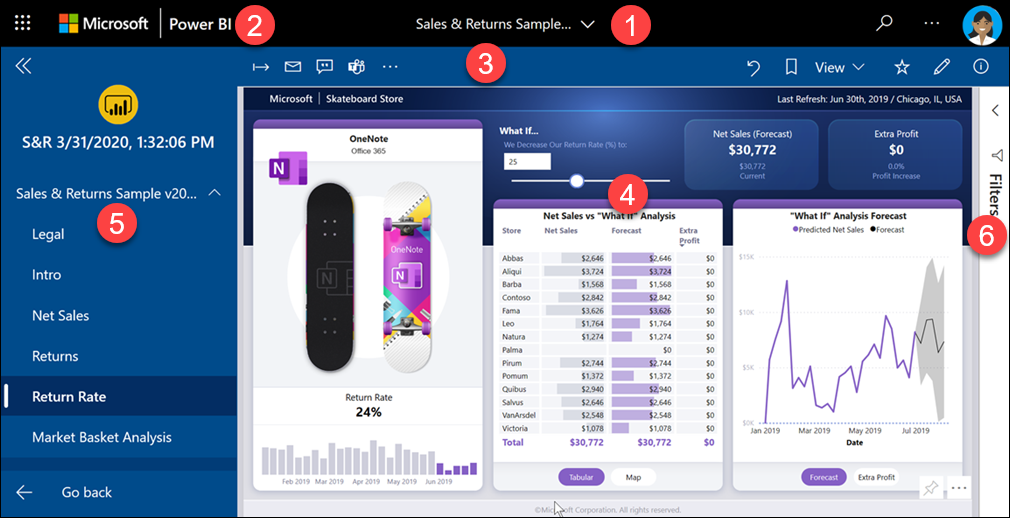 Microsoft Power BI 2 Sales & Returns Sample... 1
3
View
S&R 3/31/2020, 1:32:06 PM
Sales & Returns Sample v20...
5
Legal
Intro
Net Sales
Returns
Return Rate
Market Basket Analysis
Go back
Microsoft Skateboard Store
Last Refresh: Jun 30th, 2019 / Chicago, IL, USA
OneNote
Office 365
N
OneNote
N
Return Rate
24%
Feb 2019 Mar 2019 Apr 2019 May 2019 Jun 2019
What If...
We Decrease Our Return Rate (%) to:
25
4
Net Sales (Forecast)
$30,772
$30,772
Current
Extra Profit
$0
0.0%
Profit Increase
Net Sales vs "What If" Analysis
Store Net Sales Forecast Extra Profit
Abbas $2,646 $2,646 $0
Aliqui $3,724 $3,724 $0
Barba $1,568 $1,568 $0
Contoso $2,842 $2,842 $0
Fama $3,626 $3,626 $0
Leo $1,764 $1,764 $0
Natura $1,274 $1,274 $0
Palma $0 $0
Pirum $2,744 $2,744 $0
Pomum $1,372 $1,372 $0
Quibus $2,940 $2,940 $0
Salvus $2,646 $2,646 $0
VanArsdel $2,548 $2,548 $0
Victoria $1,078 $1,078 $0
Total $30,772 $30,772 $0
Tabular Map
"What If" Analysis Forecast
Predicted Net Sales Forecast
$15K
$10K
$5K
$0K
Jan 2019 Mar 2019 May 2019 Jul 2019
Date
Forecast Extra Profit
Filters
6
©Microsoft Corporation. All rights reserved.